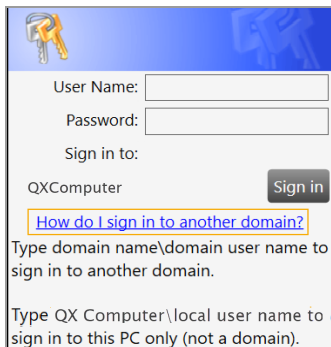 User Name:
Password:
Sign in to:
QXComputer
Sign in
How do I sign in to another domain?
Type domain name\domain user name to
sign in to another domain.
Type QX Computer\local user name to
sign in to this PC only (not a domain).